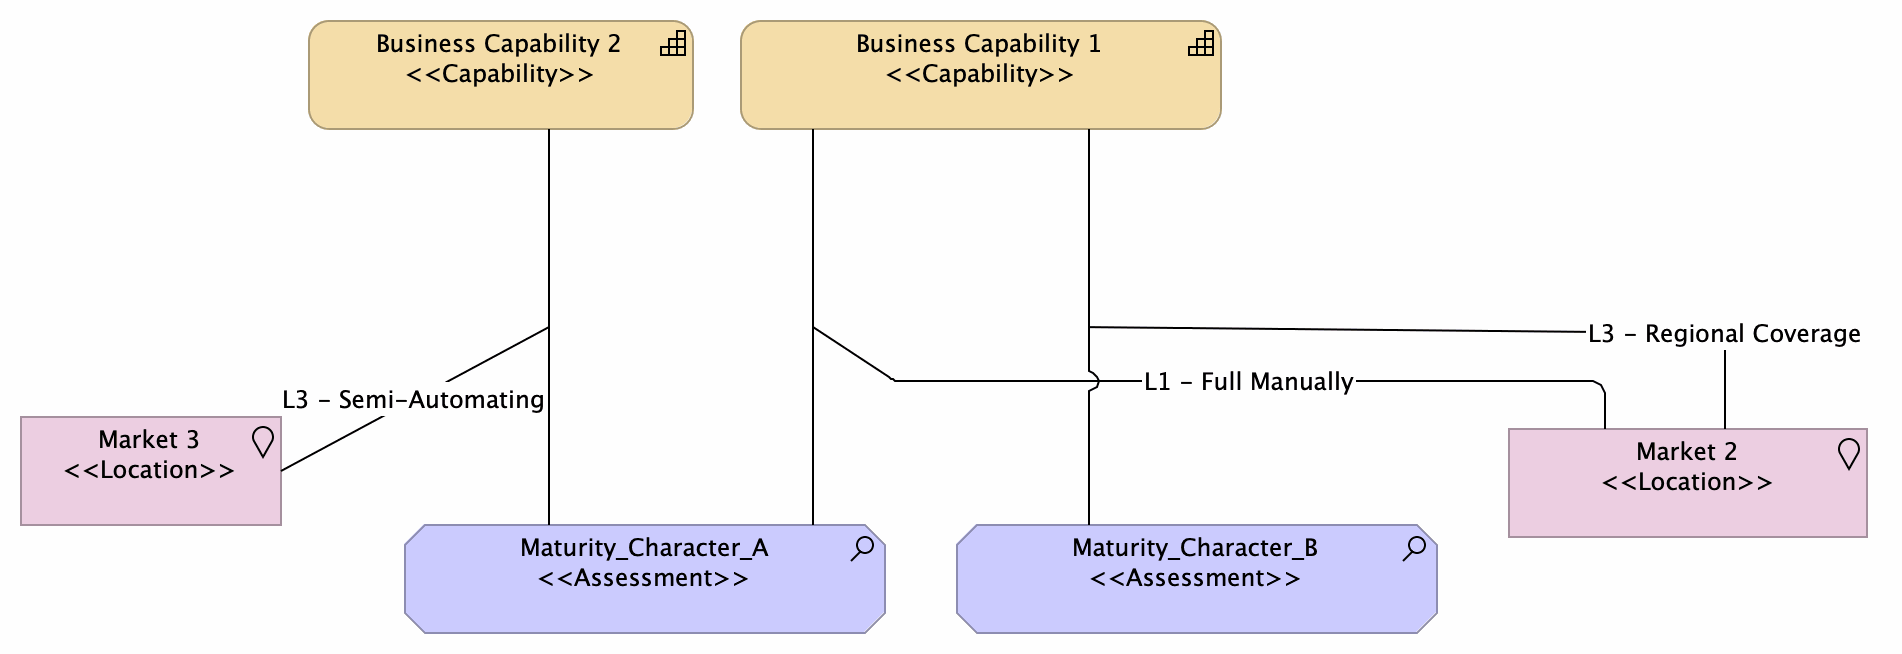 Business Capability 2
<<Capability>>
Business Capability 1
<<Capability>>
L3 - Regional Coverage
L1 - Full Manually
L3 - Semi-Automating
Market 3
<<Location>>
Market 2
<<Location>>
Maturity_Character_A
<<Assessment>>
Maturity_Character_B
<<Assessment>>